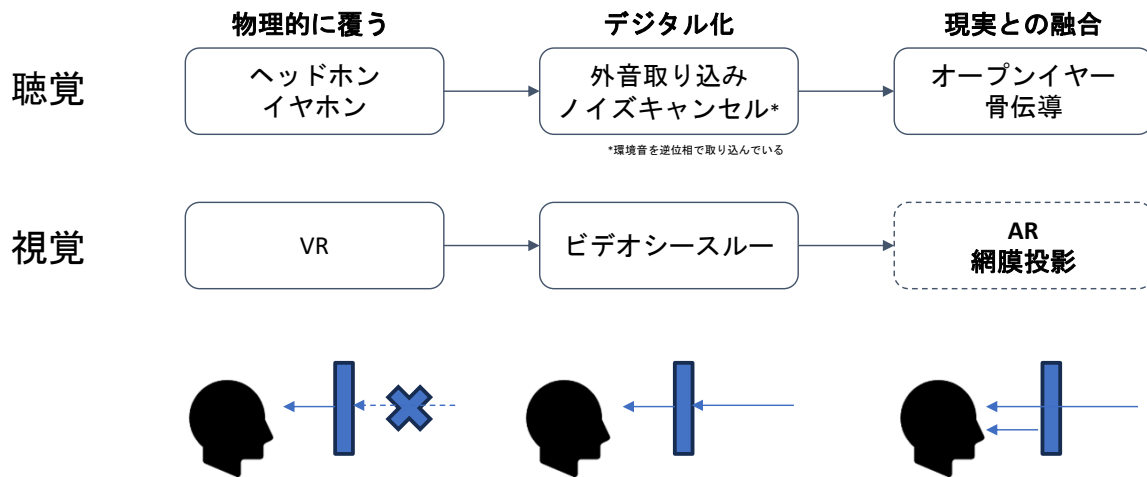 物理的に覆う
デジタル化
現実との融合
聴覚
ヘッドホン
イヤホン
外音取り込み
ノイズキャンセル*
オープンイヤー
骨伝導
*環境音を逆位相で取り込んでいる
視覚
VR
ビデオシースルー
AR
網膜投影